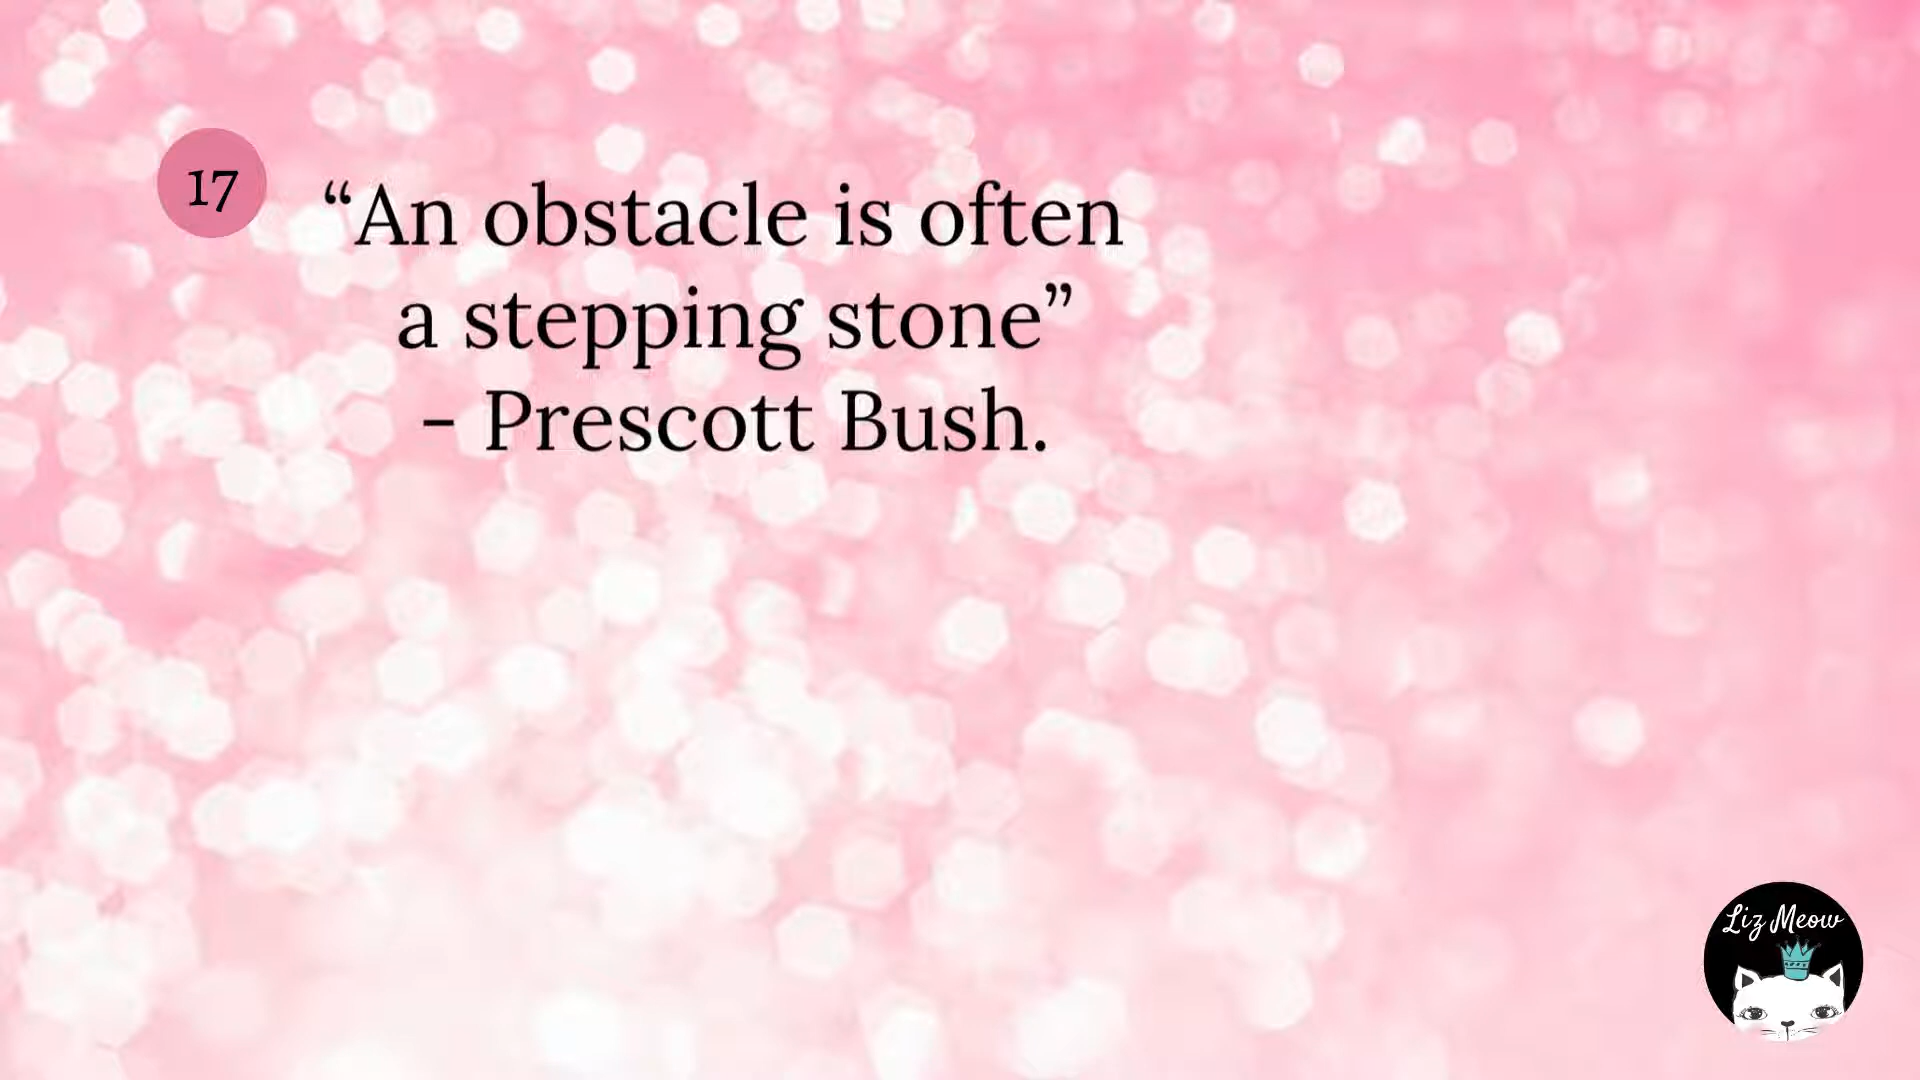 17
“An obstacle is often
a stepping stone”
- Prescott Bush.
Liz Meow